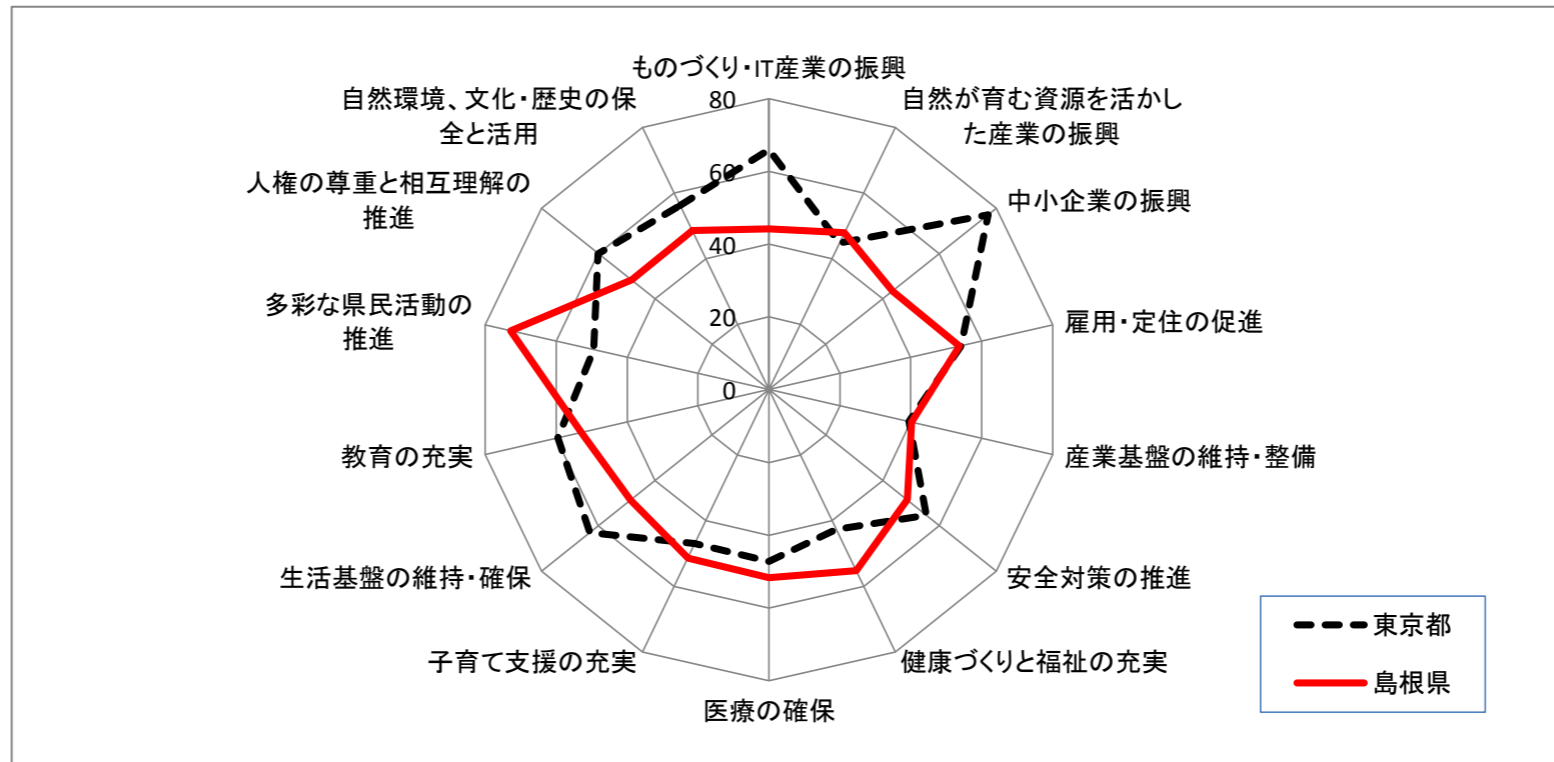 ものづくり・IT産業の振興
自然が育む資源を活かし
た産業の振興
中小企業の振興
雇用・定住の促進
産業基盤の維持・整備
安全対策の推進
健康づくりと福祉の充実
医療の確保
子育て支援の充実
生活基盤の維持・確保
教育の充実
多彩な県民活動の
推進
人権の尊重と相互理解の
推進
自然環境、文化・歴史の保
全と活用
80
60
40
20
0
東京都
島根県